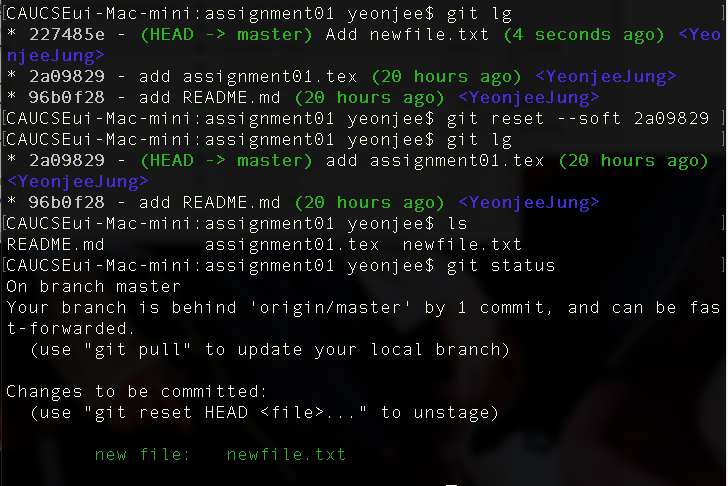 [CAUCSEui-Mac-mini:assignment01 yeonjee$ git lg ]
* 227485e - (HEAD -> master) Add newfile.txt (4 seconds ago) <Yeo
njeeJung>
* 2a09829 - add assignment01.tex (20 hours ago) <YeonjeeJung>
* 96b0f28 - add README.md (20 hours ago) <YeonjeeJung>
[CAUCSEui-Mac-mini:assignment01 yeonjee$ git reset --soft 2a09829 ]
[CAUCSEui-Mac-mini:assignment01 yeonjee$ git lg ]
* 2a09829 - (HEAD -> master) add assignment01.tex (20 hours ago)
<YeonjeeJung>
* 96b0f28 - add README.md (20 hours ago) <YeonjeeJung>
[CAUCSEui-Mac-mini:assignment01 yeonjee$ ls ]
README.md assignment01.tex newfile.txt
[CAUCSEui-Mac-mini:assignment01 yeonjee$ git status ]
On branch master
Your branch is behind 'origin/master' by 1 commit, and can be fas
t-forwarded.
(use "git pull" to update your local branch)
Changes to be committed:
(use "git reset HEAD <file>..." to unstage)
new file: newfile.txt